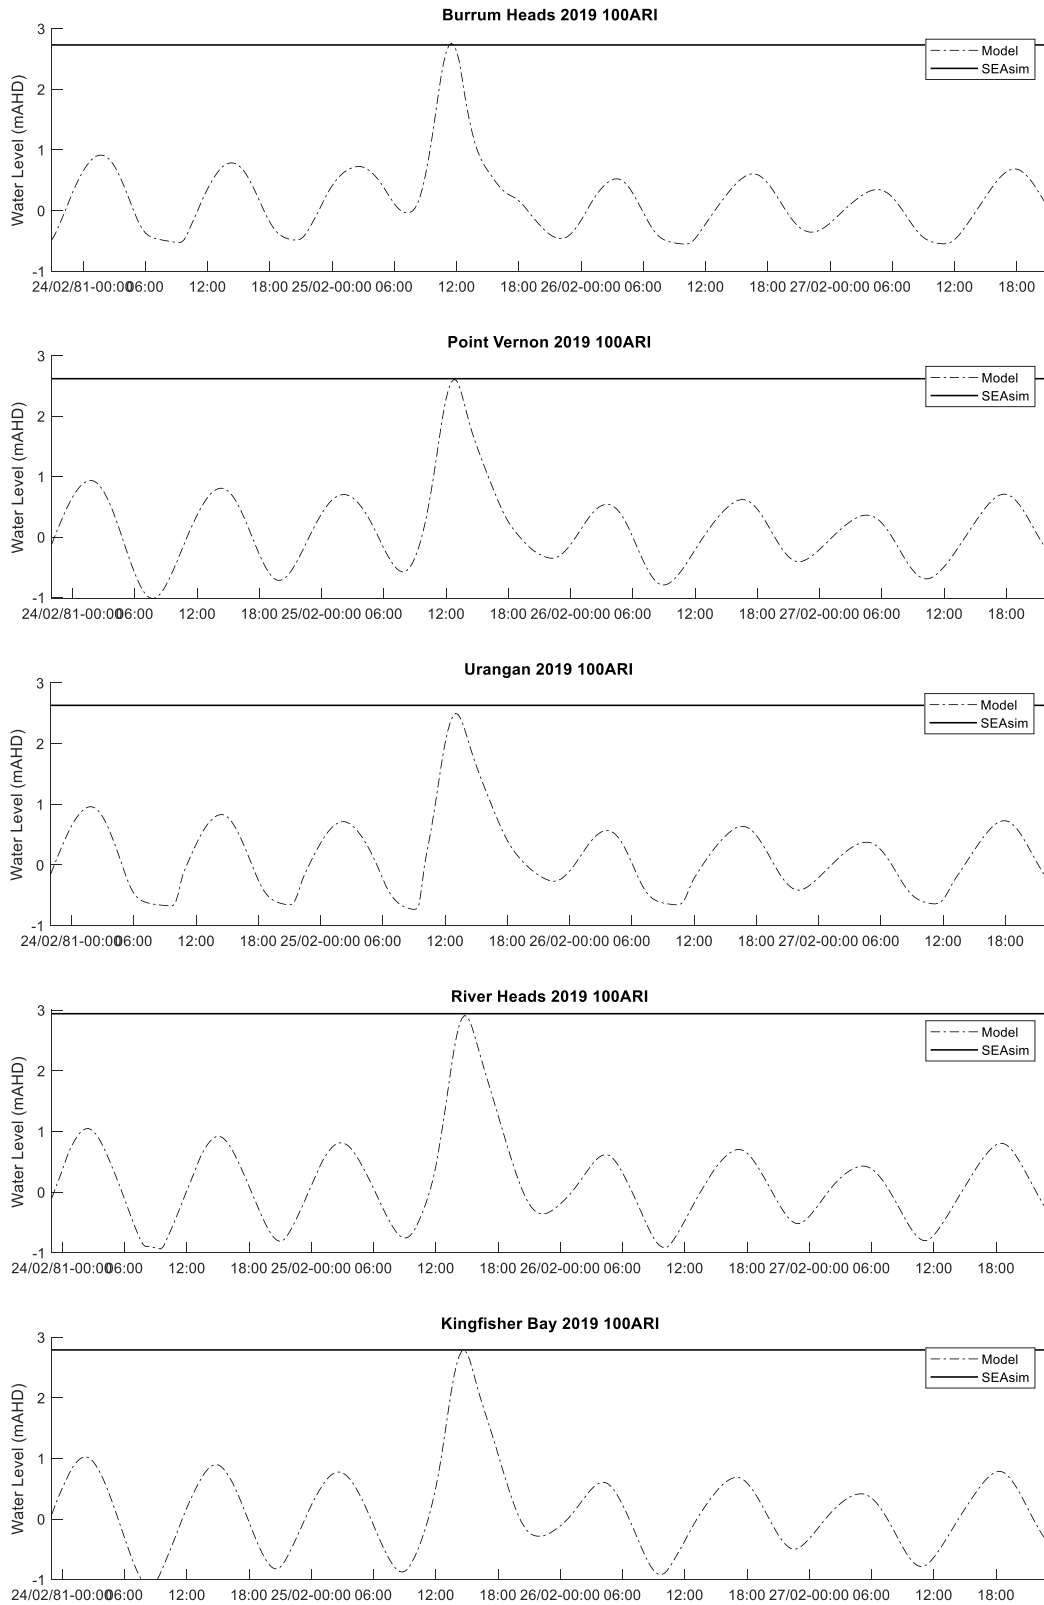 Burrum Heads 2019 100ARI
3
2
1
0
-1
Water Level (mAHD)
Model
SEAsim
24/02/81-00:00 06:00 12:00 18:00 25/02-00:00 06:00 12:00 18:00 26/02-00:00 06:00 12:00 18:00 27/02-00:00 06:00 12:00 18:00
Point Vernon 2019 100ARI
3
2
1
0
-1
Water Level (mAHD)
Model
SEAsim
24/02/81-00:00 06:00 12:00 18:00 25/02-00:00 06:00 12:00 18:00 26/02-00:00 06:00 12:00 18:00 27/02-00:00 06:00 12:00 18:00
Urangan 2019 100ARI
3
2
1
0
-1
Water Level (mAHD)
Model
SEAsim
24/02/81-00:00 06:00 12:00 18:00 25/02-00:00 06:00 12:00 18:00 26/02-00:00 06:00 12:00 18:00 27/02-00:00 06:00 12:00 18:00
River Heads 2019 100ARI
3
2
1
0
-1
Water Level (mAHD)
Model
SEAsim
24/02/81-00:00 06:00 12:00 18:00 25/02-00:00 06:00 12:00 18:00 26/02-00:00 06:00 12:00 18:00 27/02-00:00 06:00 12:00 18:00
Kingfisher Bay 2019 100ARI
3
2
1
0
-1
Water Level (mAHD)
Model
SEAsim
24/02/81-00:00 06:00 12:00 18:00 25/02-00:00 06:00 12:00 18:00 26/02-00:00 06:00 12:00 18:00 27/02-00:00 06:00 12:00 18:00